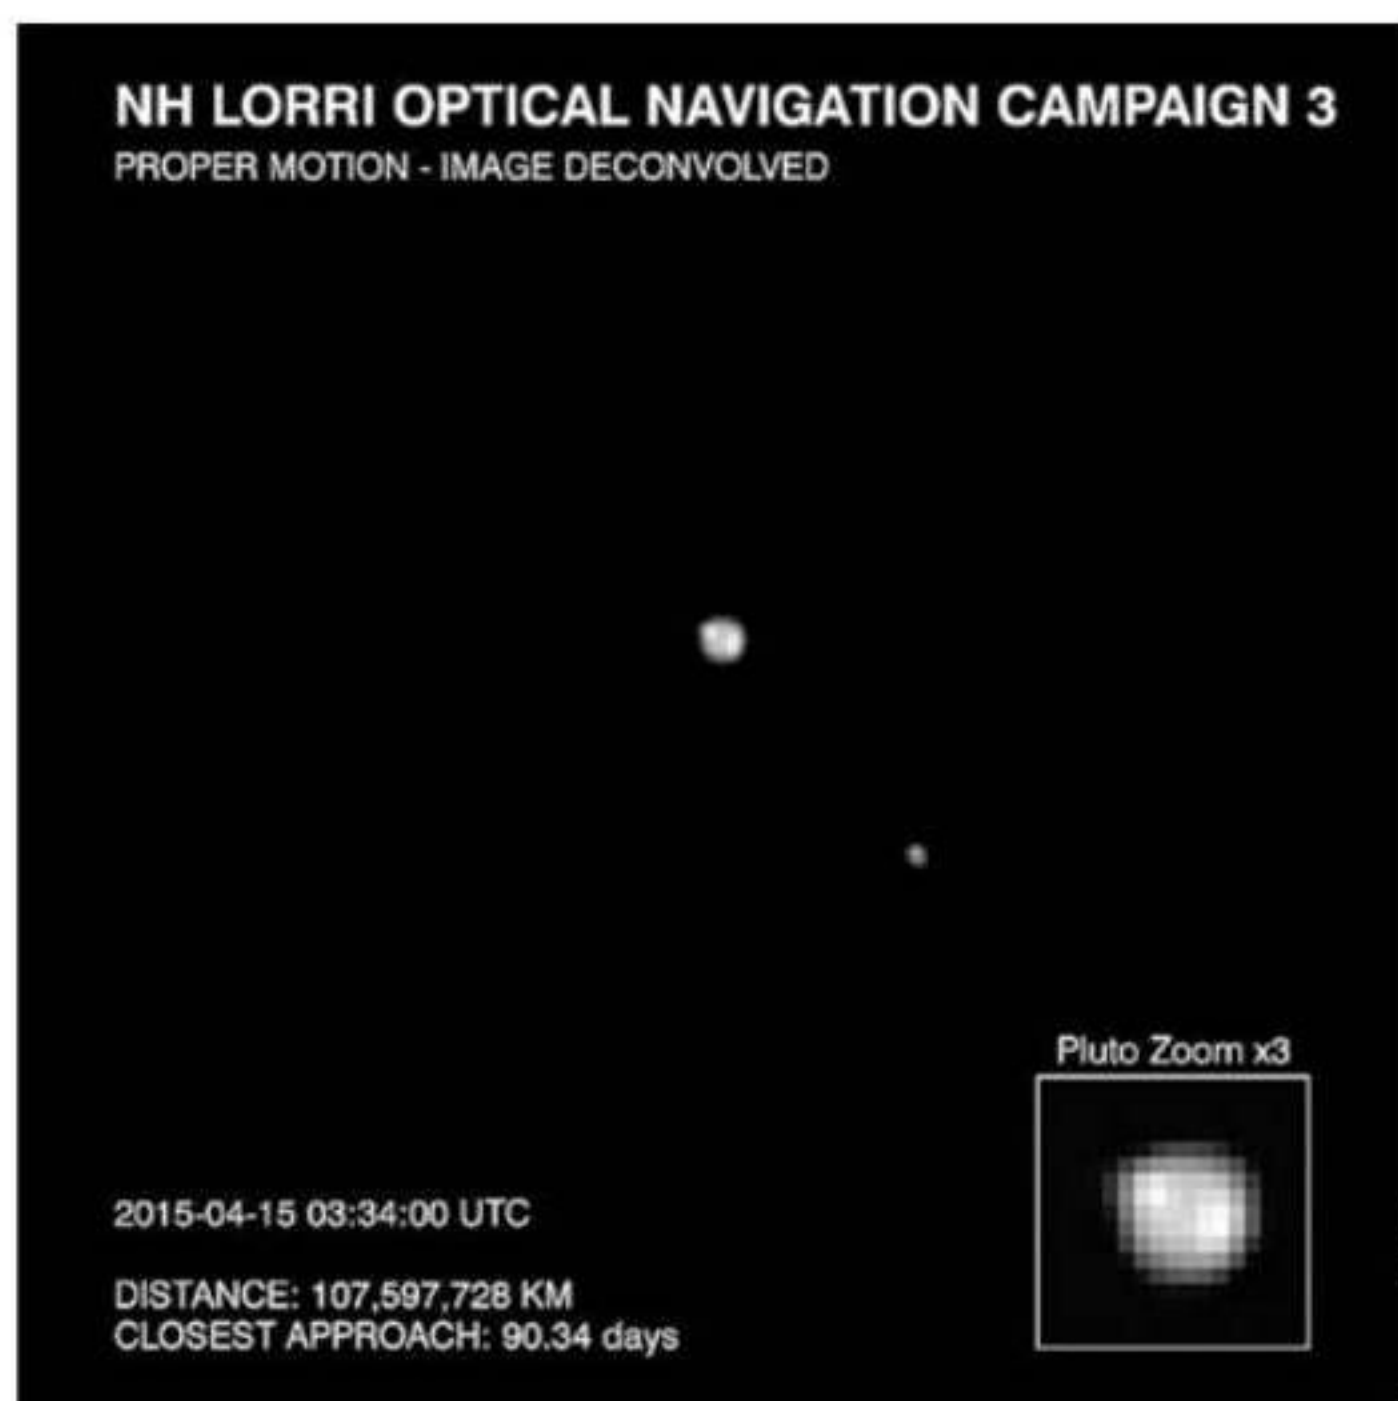 NH LORRI OPTICAL NAVIGATION CAMPAIGN 3
PROPER MOTION - IMAGE DECONVOLVED
Pluto Zoom x3
2015-04-15 03:34:00 UTC
DISTANCE: 107,597,728 KM
CLOSEST APPROACH: 90.34 days